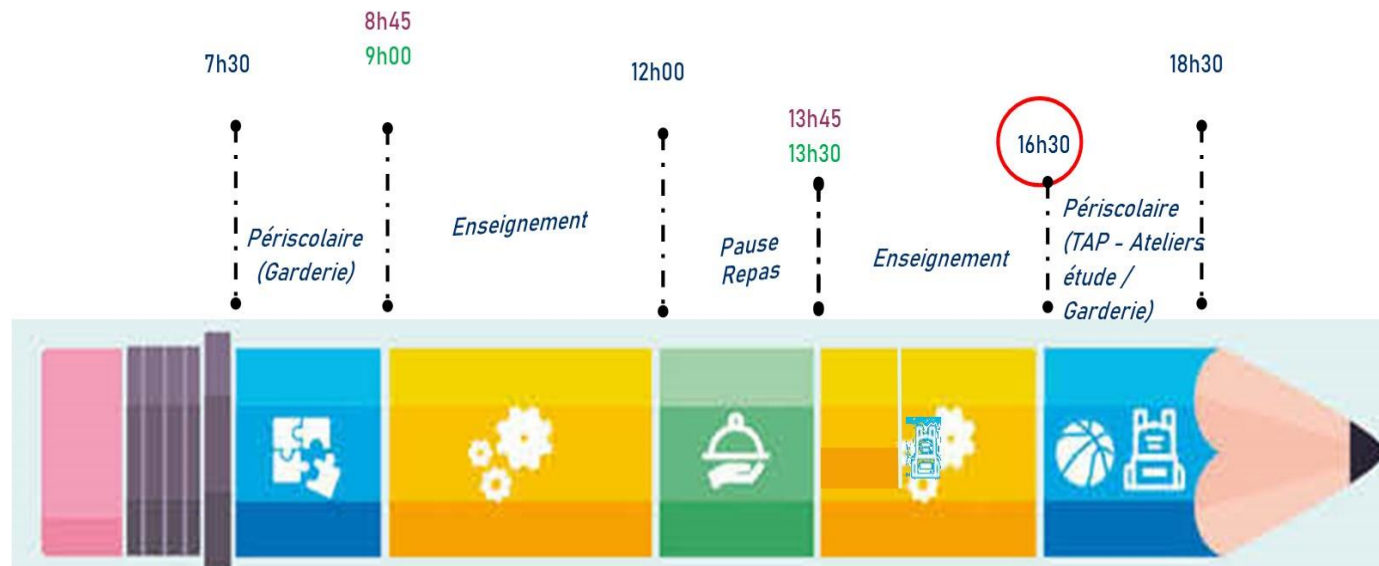 8h45
9h00
7h30
12h00
18h30
13h45
13h30
16h30
Périscolaire
(Garderie)
Enseignement
Pause
Repas
Enseignement
Périscolaire
(TAP - Ateliers
étude /
Garderie)